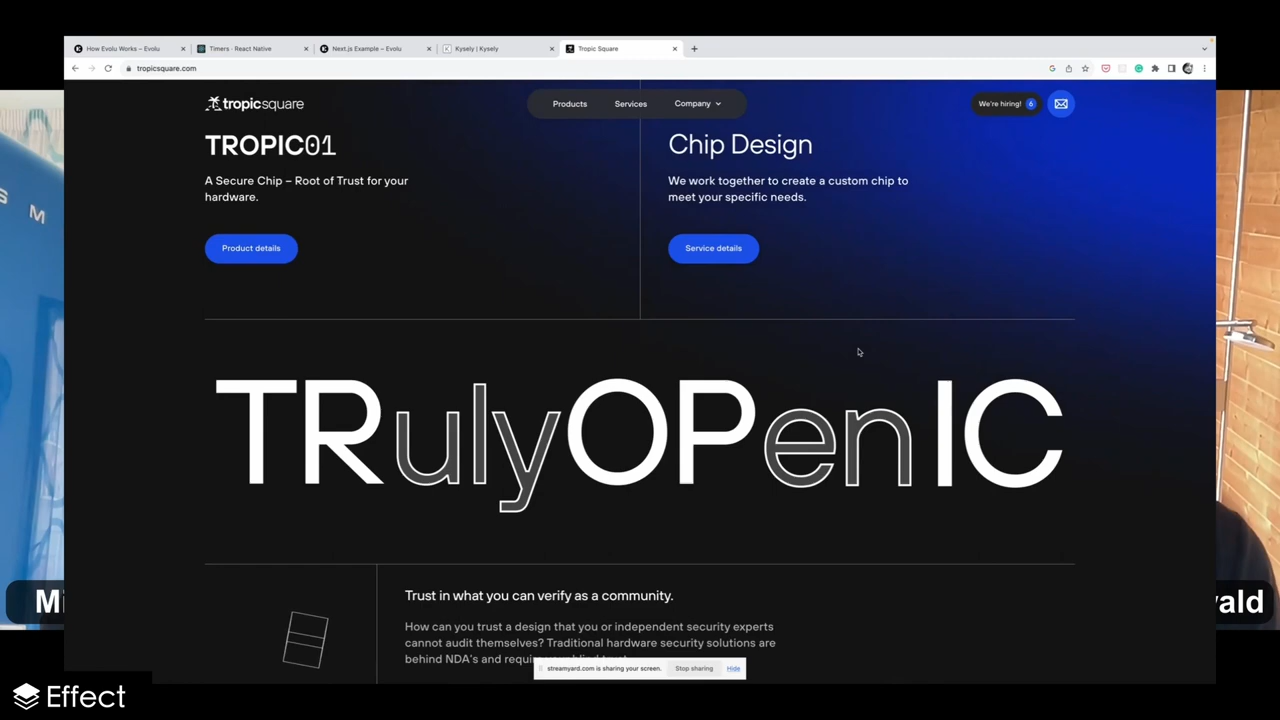 How Evolu Works – Evolu
Timers · React Native
Next.js Example – Evolu
Kysely | Kysely
Tropic Square
tropicsquare.com
tropicsquare
Products
Services
Company
We're hiring! 6
TROPIC01
Chip Design
A Secure Chip – Root of Trust for your
hardware.
We work together to create a custom chip to
meet your specific needs.
Product details
Service details
TRulyOPen IC
Trust in what you can verify as a community.
How can you trust a design that you or independent security experts
cannot audit themselves? Traditional hardware security solutions are
behind NDA's and
streamyard.com is sharing your screen.
Stop sharing
Hide
S M
Effect